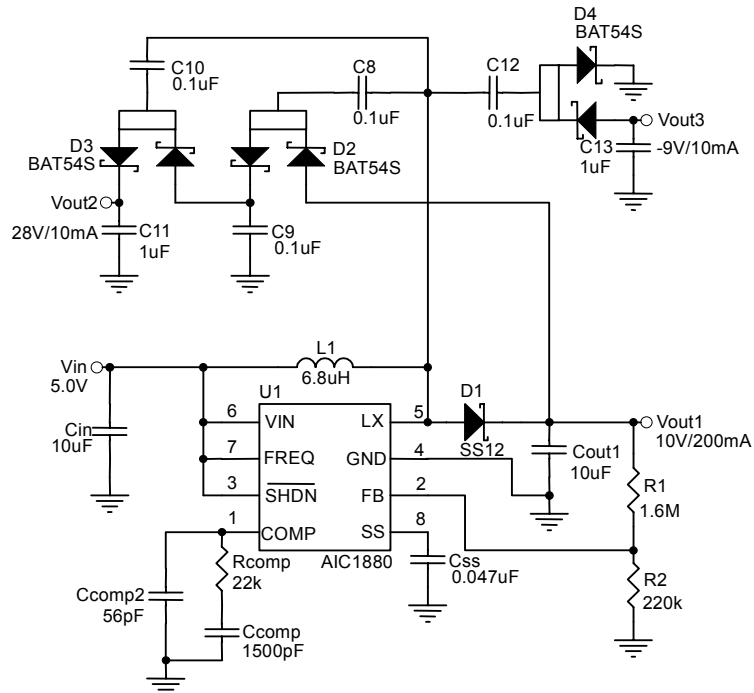 D4
BAT54S
C10
0.1uF
C8
0.1uF
C12
0.1uF
D3
BAT54S
D2
BAT54S
Vout3
-9V/10mA
C13
1uF
Vout2
28V/10mA
C11
1uF
C9
0.1uF
Vin
5.0V
L1
6.8uH
U1
D1
SS12
Vout1
10V/200mA
Cin
10uF
6
VIN
LX
5
7
FREQ
GND
4
3
SHDN
FB
2
1
COMP
SS
8
AIC1880
Cout1
10uF
R1
1.6M
Rcomp
22k
Css
0.047uF
R2
220k
Ccomp2
56pF
Ccomp
1500pF